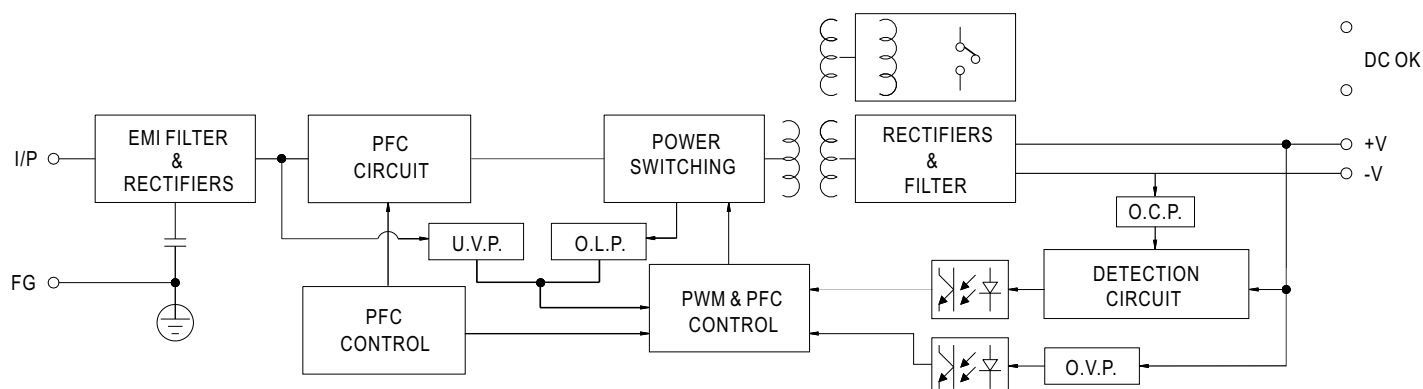 DC OK
I/P
EMI FILTER
&
RECTIFIERS
PFC
CIRCUIT
POWER
SWITCHING
RECTIFIERS
&
FILTER
+V
-V
O.C.P.
U.V.P.
O.L.P.
FG
PFC
CONTROL
PWM & PFC
CONTROL
DETECTION
CIRCUIT
O.V.P.